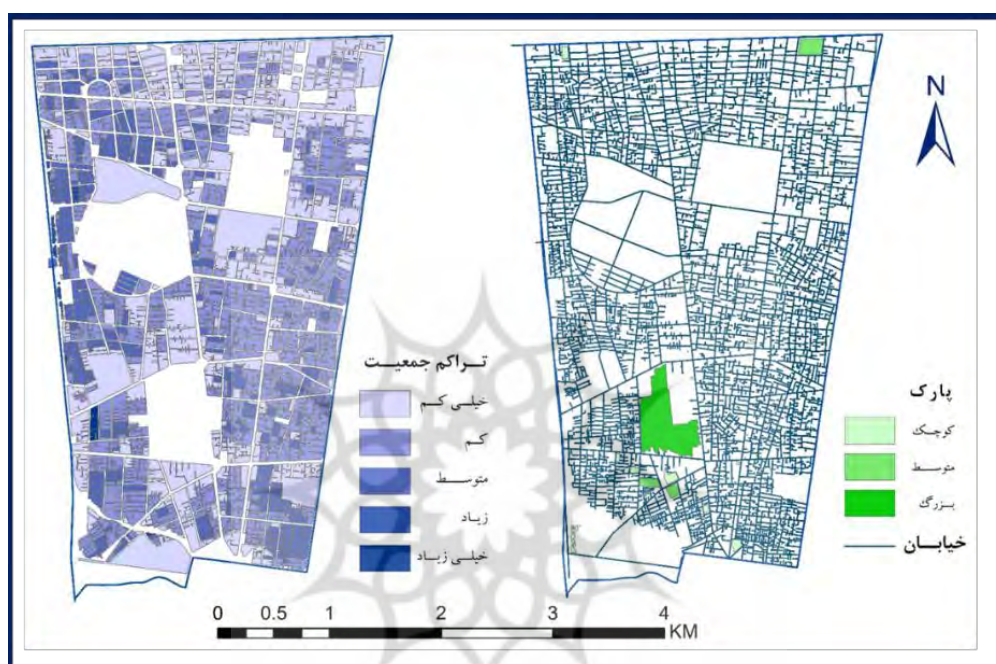 N
تراکم جمعیت
خیلی کم
کم
متوسط
زیاد
خیلی زیاد
پارک
کوچک
متوسط
بزرگ
خیابان
0 0.5 1 2 3 4
KM